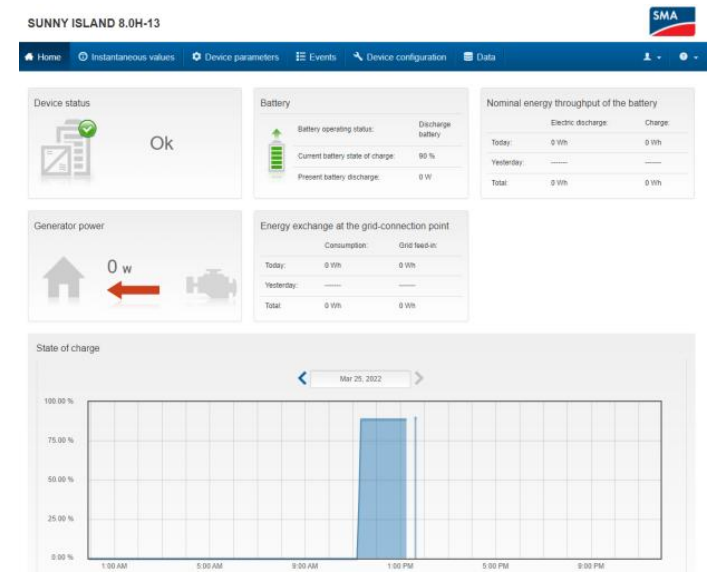 SUNNY ISLAND 8.0H-13
SMA
Home Instantaneous values Device parameters Events Device configuration Data
Device status
Ok
Battery
Battery operating status: Discharge battery
Current battery state of charge: 90 %
Present battery discharge: 0 W
Nominal energy throughput of the battery
Electric discharge: Charge:
Today: 0 Wh 0 Wh
Yesterday: ------ ------
Total: 0 Wh 0 Wh
Generator power
0 W
Energy exchange at the grid-connection point
Consumption: Grid feed-in:
Today: 0 Wh 0 Wh
Yesterday: ------ ------
Total: 0 Wh 0 Wh
State of charge
Mar 25, 2022
100.00 %
75.00 %
50.00 %
25.00 %
0.00 %
1:00 AM 5:00 AM 9:00 AM 1:00 PM 5:00 PM 9:00 PM